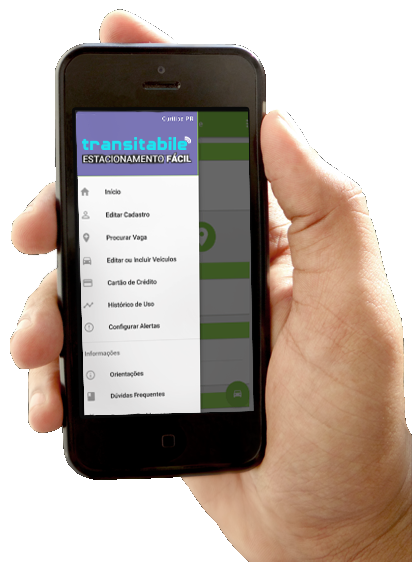 Curitiba PR
transitabile
ESTACIONAMENTO FÁCIL
Início
Editar Cadastro
Procurar Vaga
Editar ou Incluir Veículos
Cartão de Crédito
Histórico de Uso
Configurar Alertas
Informações
Orientações
Dúvidas Frequentes